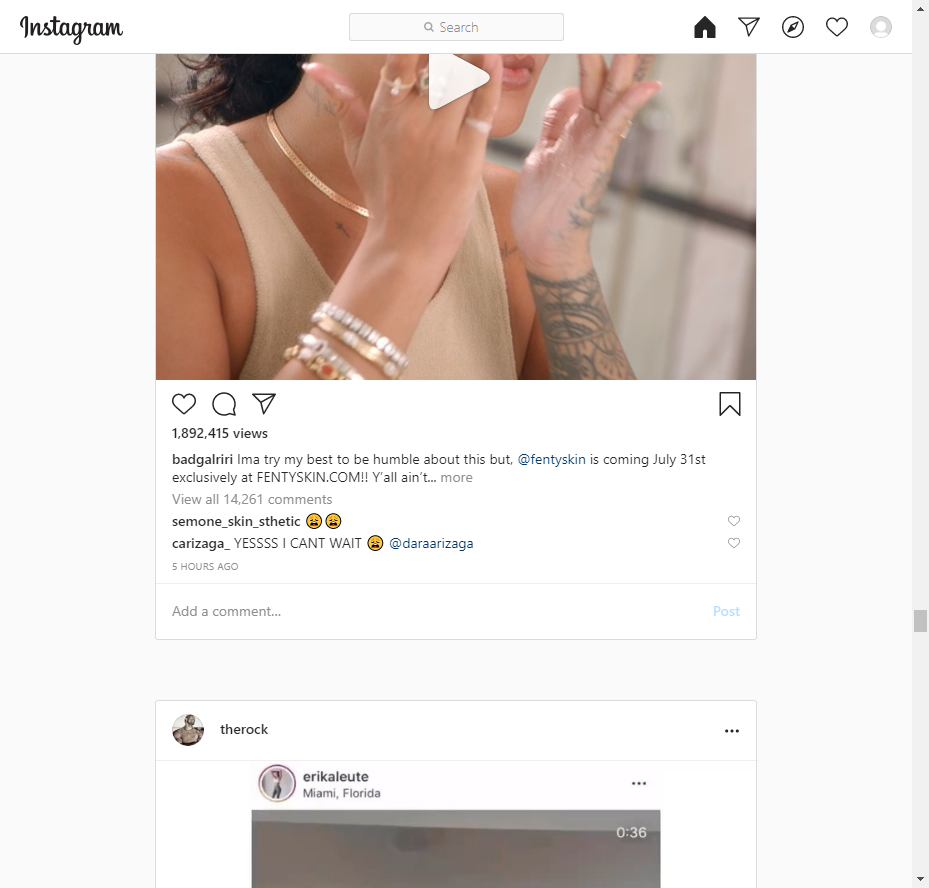 Instagram
Search
1,892,415 views
badgalriri Ima try my best to be humble about this but, @fentyskin is coming July 31st
exclusively at FENTYSKIN.COM!! Y’all ain’t... more
View all 14,261 comments
semone_skin_sthetic 😩😩
carizaga_ YESSSS I CANT WAIT 😩 @daraarizaga
5 HOURS AGO
Add a comment...
Post
therock
erikaleute
Miami, Florida
0:36